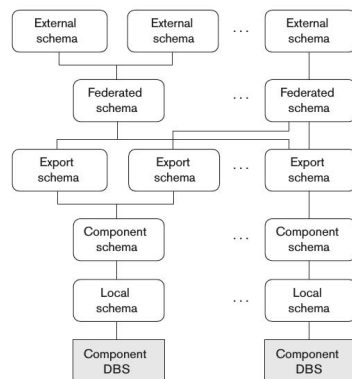 External
schema
External
schema
. . .
External
schema
Federated
schema
. . .
Federated
schema
Export
schema
Export
schema
. . .
Export
schema
Component
schema
. . .
Component
schema
Local
schema
. . .
Local
schema
Component
DBS
Component
DBS